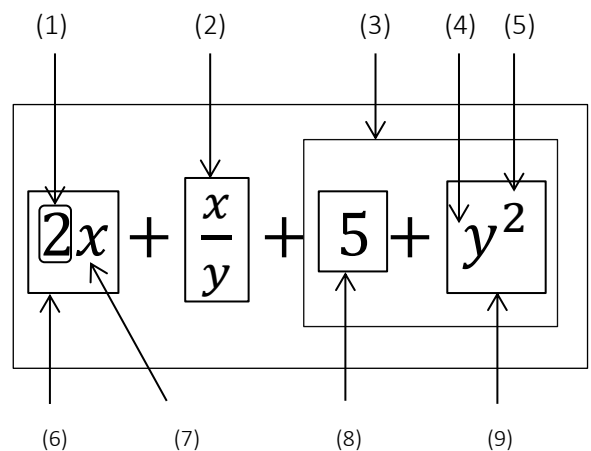 (1) (2) (3) (4) (5)
2x + x/y + 5 + y²
(6) (7) (8) (9)